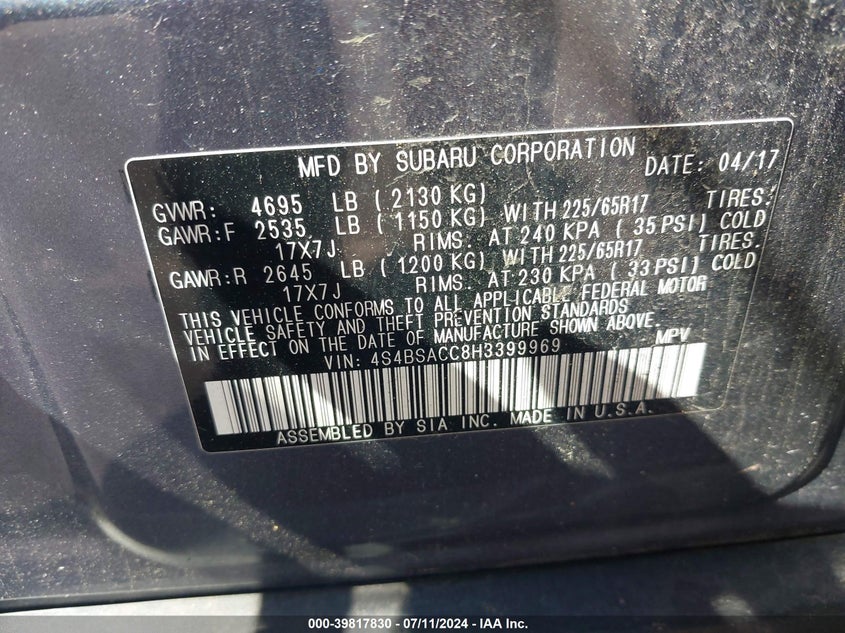 MFD BY SUBARU CORPORATION DATE: 04/17
GVWR: 4695 LB ( 2130 KG)
GAWR:F 2535 LB ( 1150 KG) WITH 225/65R17 TIRES.
17X7J RIMS. AT 240 KPA ( 35 PSI) COLD
GAWR:R 2645 LB ( 1200 KG) WITH 225/65R17 TIRES.
17X7J RIMS. AT 230 KPA ( 33 PSI) COLD
THIS VEHICLE CONFORMS TO ALL APPLICABLE FEDERAL MOTOR
VEHICLE SAFETY AND THEFT PREVENTION STANDARDS
IN EFFECT ON THE DATE OF MANUFACTURE SHOWN ABOVE.
VIN: 4S4BSACC8H3399969 MPV
ASSEMBLED BY SIA INC. MADE IN U.S.A.
000-39817830 - 07/11/2024 - IAA Inc.